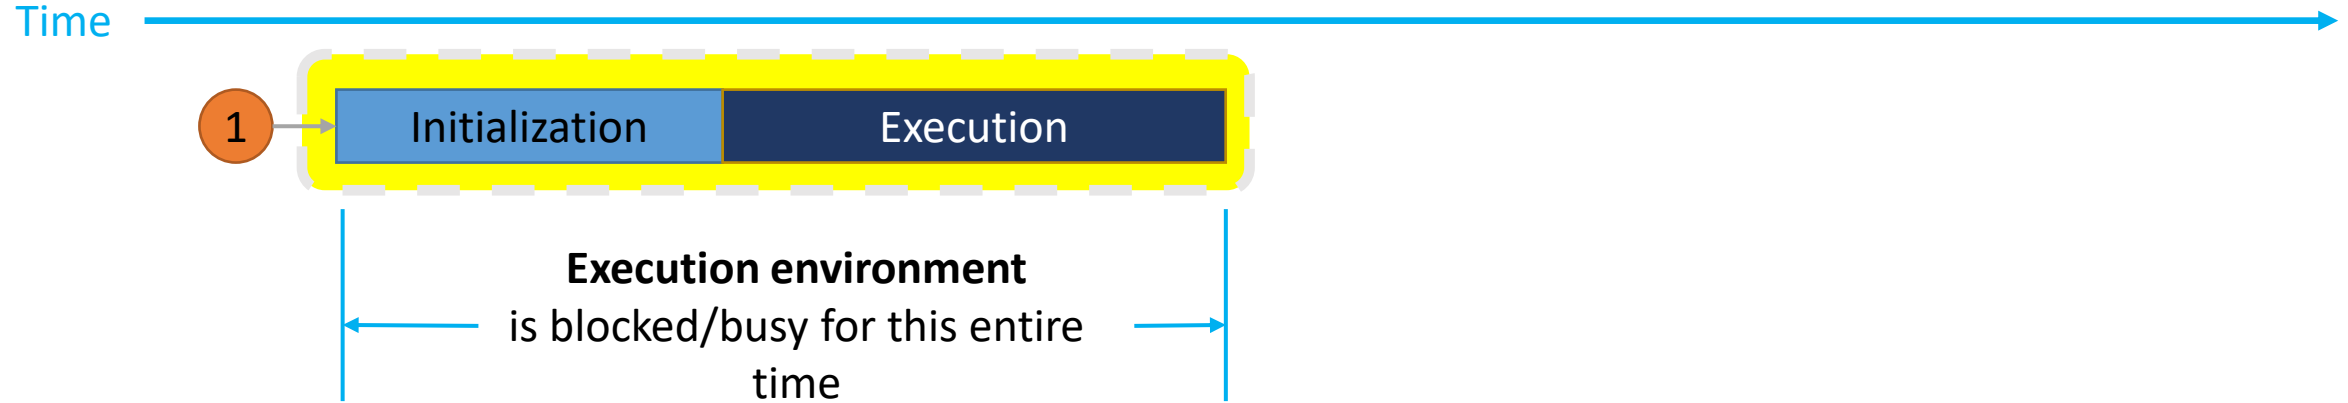 Time
1
Initialization
Execution
Execution environment
is blocked/busy for this entire
time